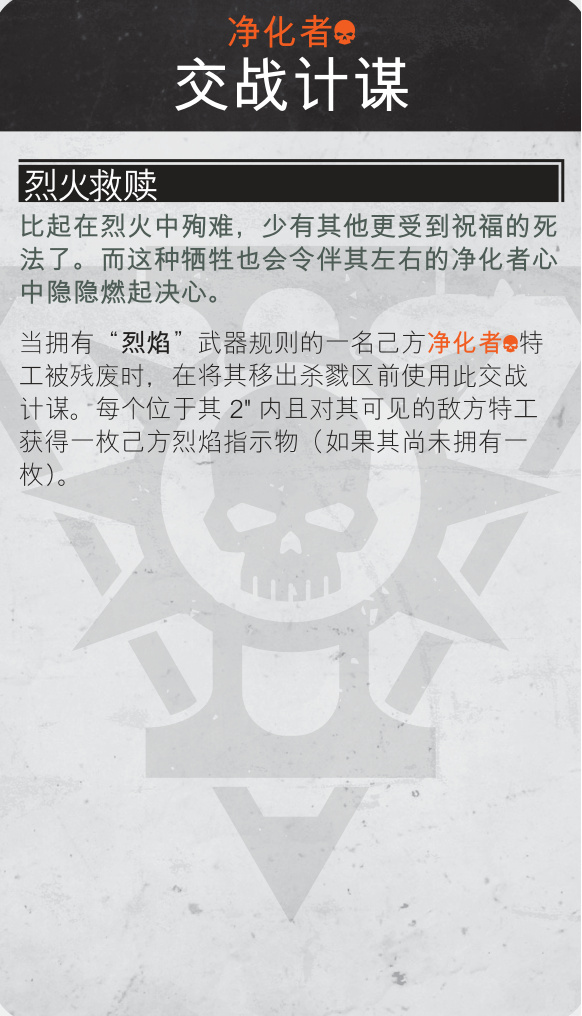 净化者
交战计谋
烈火救赎
比起在烈火中殉难，少有其他更受到祝福的死
法了。而这种牺牲也会令伴其左右的净化者心
中隐隐燃起决心。
当拥有“烈焰”武器规则的一名己方净化者特
工被残废时，在将其移出杀戮区前使用此交战
计谋。每个位于其 2" 内且对其可见的敌方特工
获得一枚己方烈焰指示物（如果其尚未拥有一
枚）。